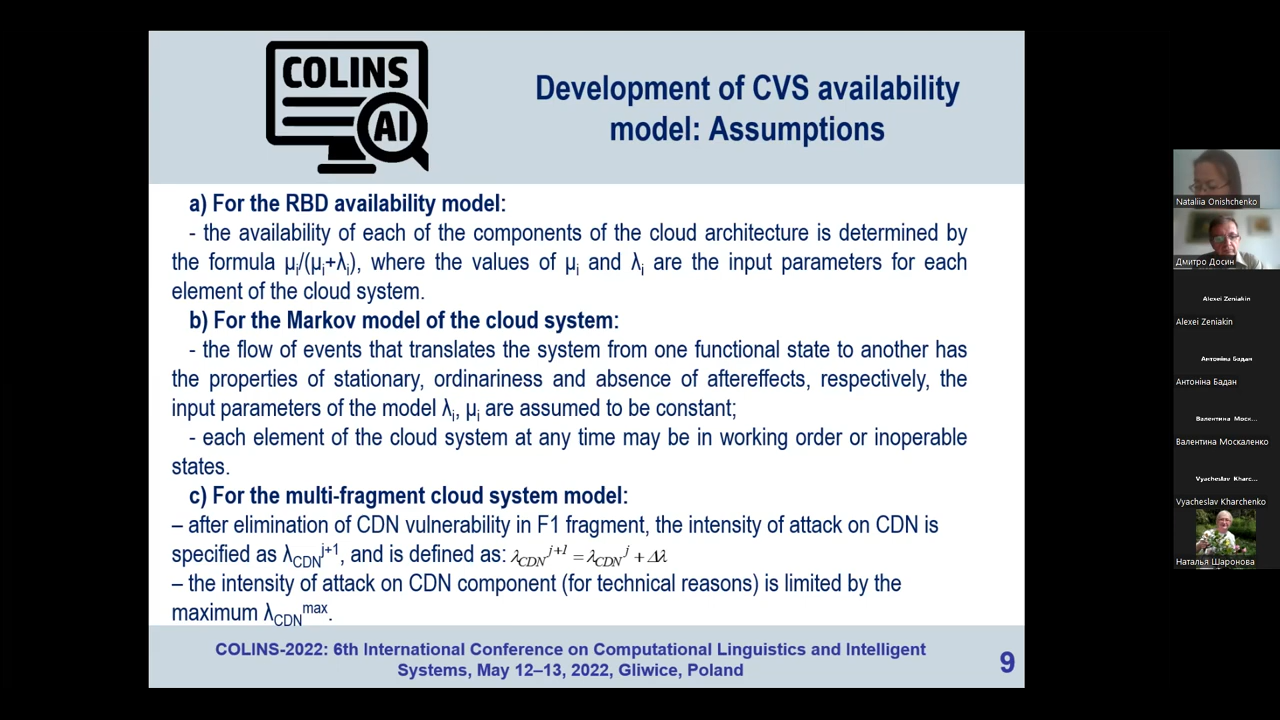 COLINS
AI
Development of CVS availability
model: Assumptions
a) For the RBD availability model:
- the availability of each of the components of the cloud architecture is determined by
the formula μi/(μi+λi), where the values of μi and λi are the input parameters for each
element of the cloud system.
b) For the Markov model of the cloud system:
- the flow of events that translates the system from one functional state to another has
the properties of stationary, ordinariness and absence of aftereffects, respectively, the
input parameters of the model λi, μi are assumed to be constant;
- each element of the cloud system at any time may be in working order or inoperable
states.
c) For the multi-fragment cloud system model:
– after elimination of CDN vulnerability in F1 fragment, the intensity of attack on CDN is
specified as λCDN^j+1, and is defined as: λCDN^j+1 = λCDN^j + Δλ
– the intensity of attack on CDN component (for technical reasons) is limited by the
maximum λCDN^max.
COLINS-2022: 6th International Conference on Computational Linguistics and Intelligent
Systems, May 12–13, 2022, Gliwice, Poland
9
Nataliia Onishchenko
Дмитро Досин
Alexei Zeniakin
Alexei Zeniakin
Антоніна Бадан
Антоніна Бадан
Валентина Моск...
Валентина Москаленко
Vyacheslav Kharc...
Vyacheslav Kharchenko
Наталья Шаронова